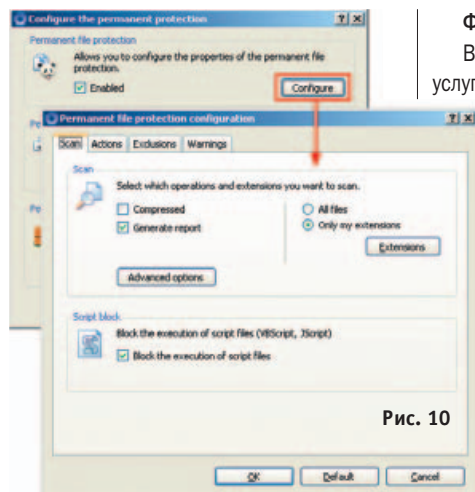 Configure the permanent protection
Permanent file protection
Allows you to configure the properties of the permanent file
protection.
Enabled
Configure
Permanent file protection configuration
Scan Actions Exclusions Warnings
Scan
Select which operations and extensions you want to scan.
Compressed
Generate report
All files
Only my extensions
Extensions
Advanced options
Script block
Block the execution of script files (VBScript, JScript)
Block the execution of script files
Рис. 10
OK Default Cancel
Ф
В
услуг